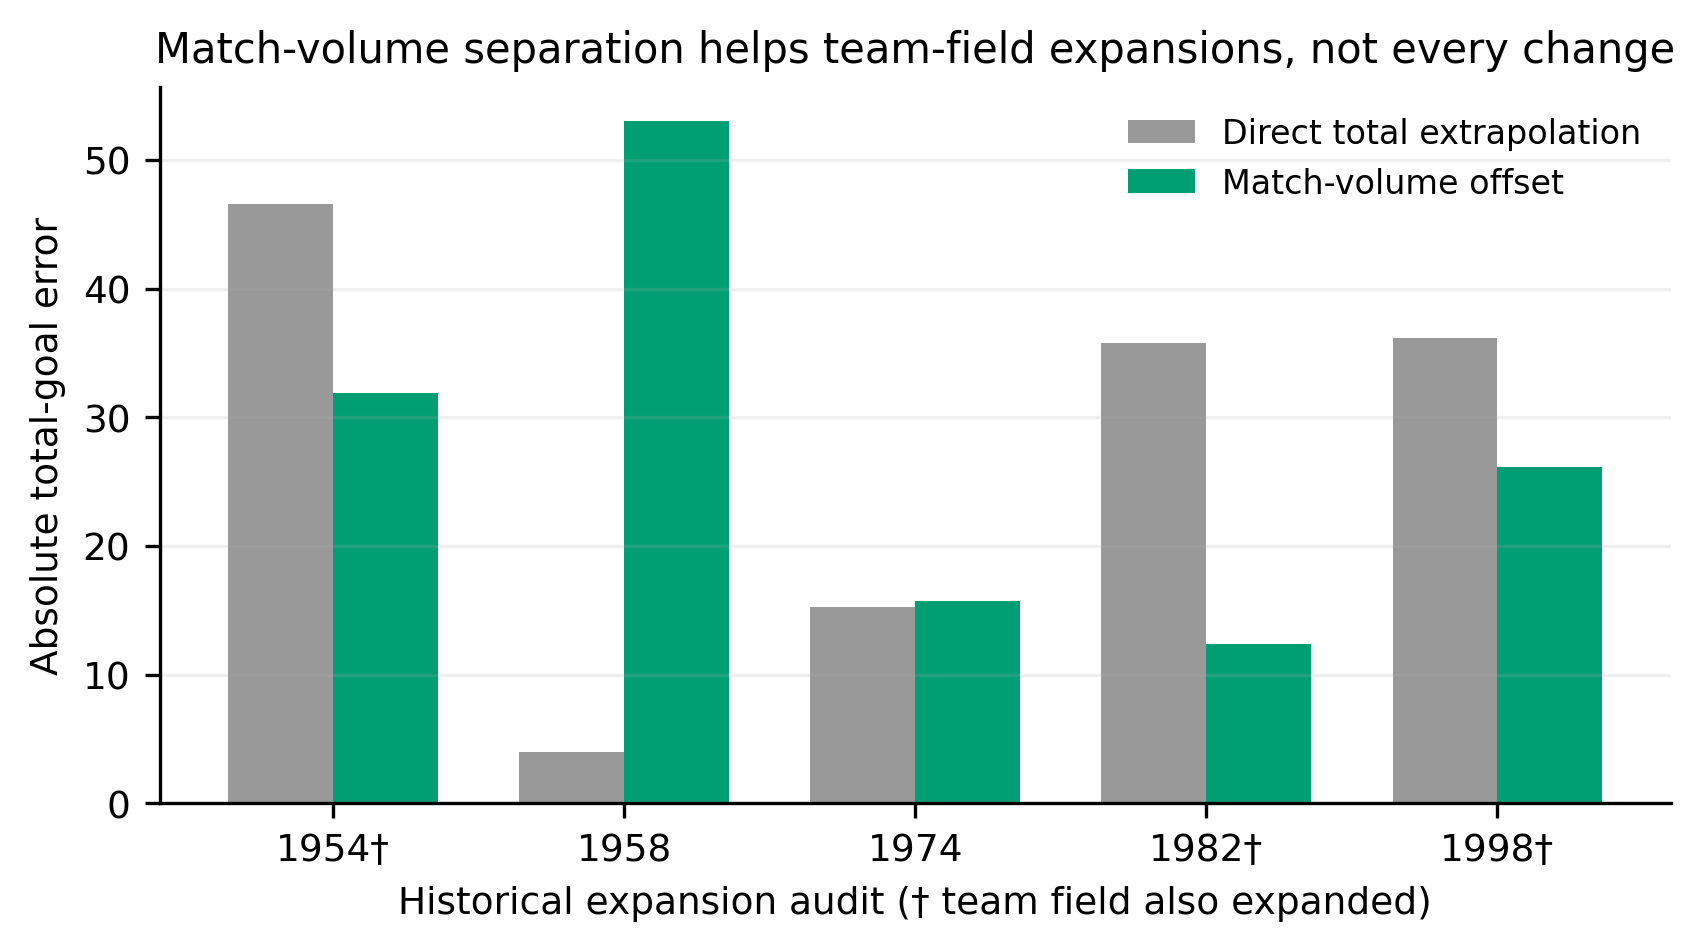 Match-volume separation helps team-field expansions, not every change
Direct total extrapolation
Match-volume offset
Absolute total-goal error
50
40
30
20
10
0
1954† 1958 1974 1982† 1998†
Historical expansion audit († team field also expanded)